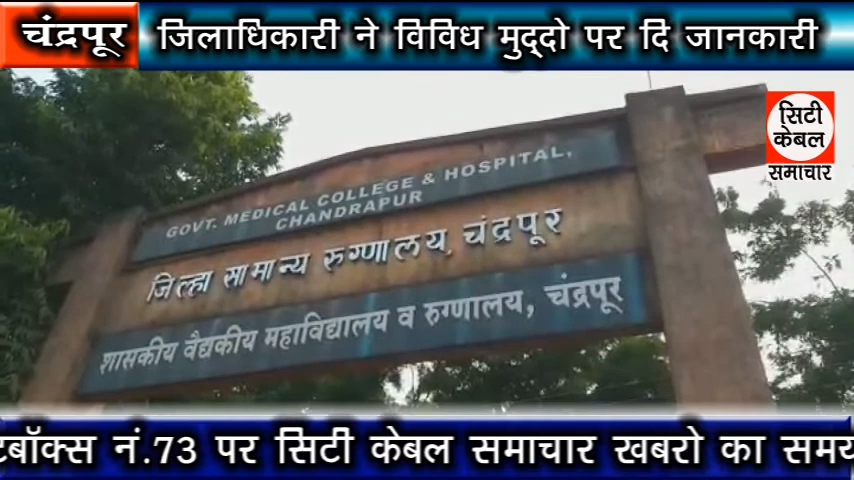 चंद्रपूर
जिलाधिकारी ने विविध मुद्दो पर दि जानकारी
सिटी
केबल
समाचार
GOVT. MEDICAL COLLEGE & HOSPITAL,
CHANDRAPUR
जिल्हा सामान्य रुग्णालय, चंद्रपूर
शासकीय वैद्यकीय महाविद्यालय व रुग्णालय, चंद्रपूर
टबॉक्स नं.73 पर सिटी केबल समाचार खबरो का समय